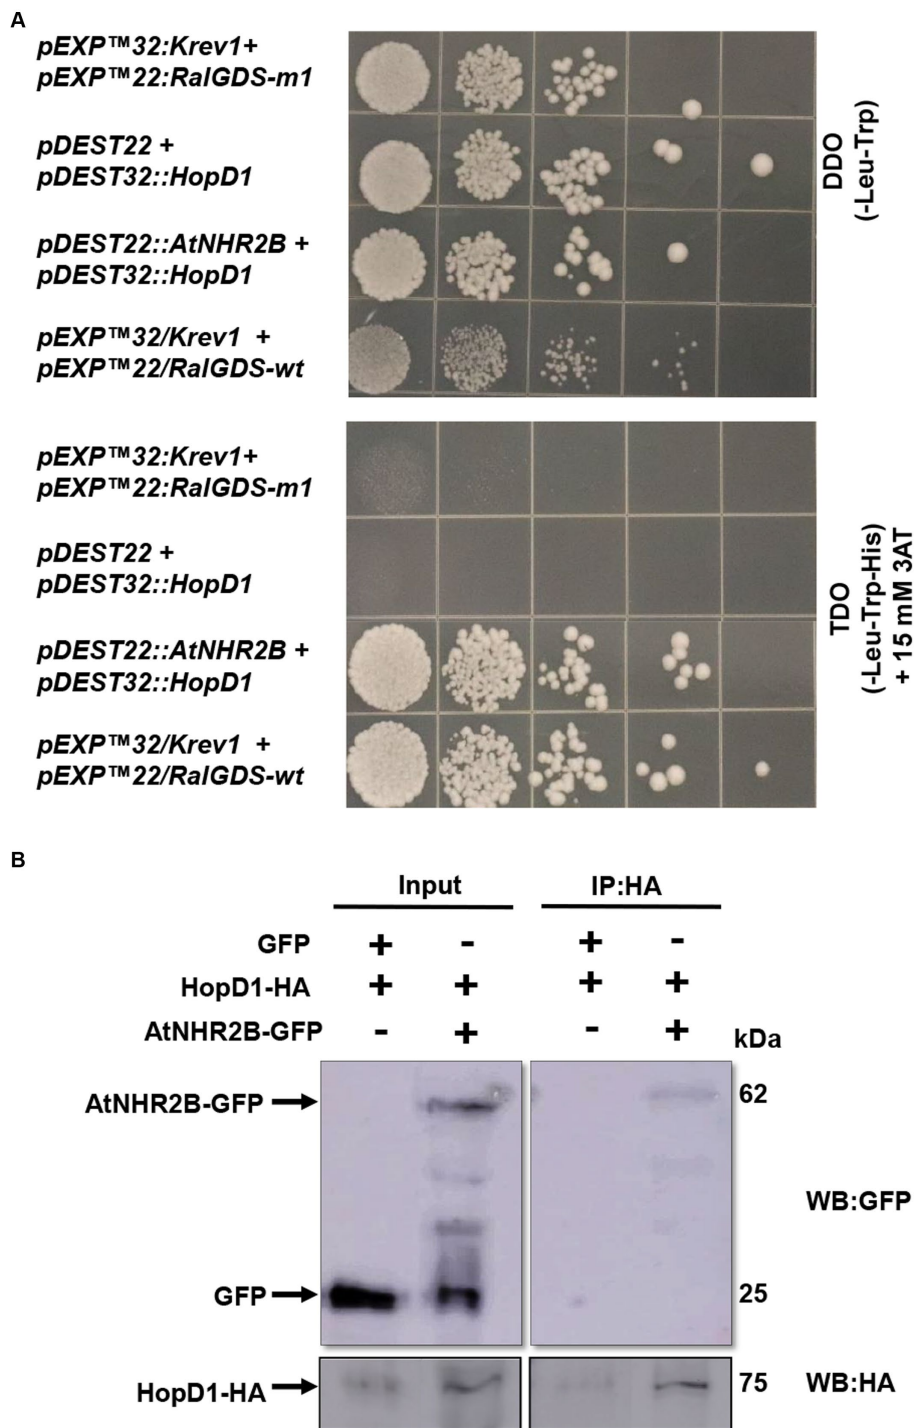 A
pEXP™32:Krev1+
pEXP™22:RalGDS-m1
pDEST22 +
pDEST32::HopD1
pDEST22::AtNHR2B +
pDEST32::HopD1
pEXP™32/Krev1 +
pEXP™22/RalGDS-wt
DDO
(-Leu-Trp)
pEXP™32:Krev1+
pEXP™22:RalGDS-m1
pDEST22 +
pDEST32::HopD1
pDEST22::AtNHR2B +
pDEST32::HopD1
pEXP™32/Krev1 +
pEXP™22/RalGDS-wt
TDO
(-Leu-Trp-His)
+ 15 mM 3AT
B
Input IP:HA
GFP + - + -
HopD1-HA + + + +
AtNHR2B-GFP - + - + kDa
AtNHR2B-GFP 62
WB:GFP
GFP 25
HopD1-HA 75 WB:HA